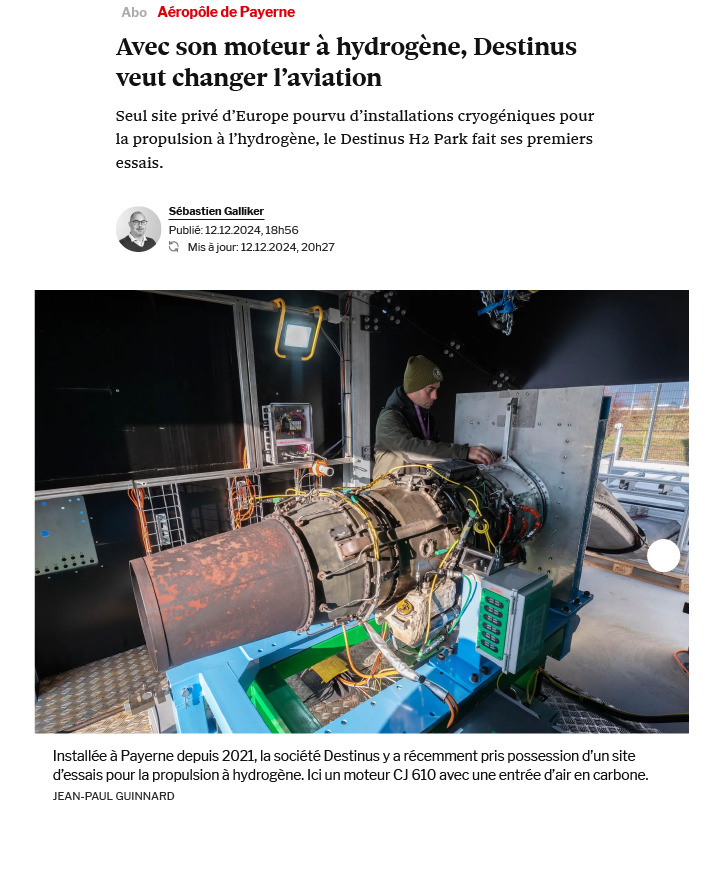 Abo Aéropôle de Payerne
Avec son moteur à hydrogène, Destinus
veut changer l’aviation
Seul site privé d’Europe pourvu d’installations cryogéniques pour
la propulsion à l’hydrogène, le Destinus H2 Park fait ses premiers
essais.
Sébastien Galliker
Publié: 12.12.2024, 18h56
Mis à jour: 12.12.2024, 20h27
Installée à Payerne depuis 2021, la société Destinus y a récemment pris possession d’un site
d’essais pour la propulsion à hydrogène. Ici un moteur CJ 610 avec une entrée d’air en carbone.
JEAN-PAUL GUINNARD